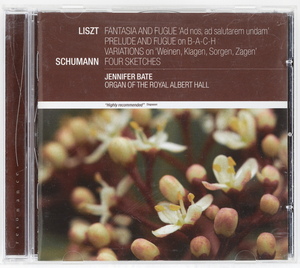 LISZT FANTASIA AND FUGUE 'Ad nos, ad salutarem undam'
PRELUDE AND FUGUE on B-A-C-H
VARIATIONS on 'Weinen, Klagen, Sorgen, Zagen'
SCHUMANN FOUR SKETCHES
JENNIFER BATE
ORGAN OF THE ROYAL ALBERT HALL
"Highly recommended"